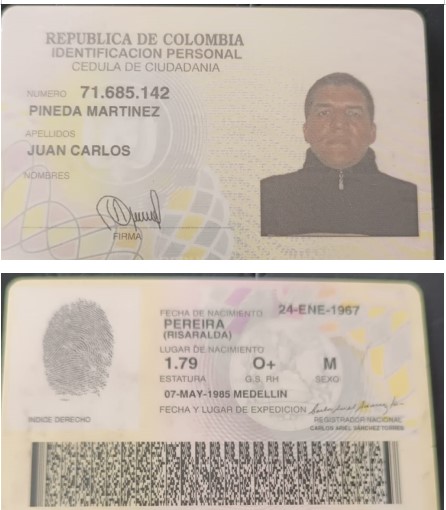 REPUBLICA DE COLOMBIA
IDENTIFICACION PERSONAL
CEDULA DE CIUDADANIA
NUMERO 71.685.142
PINEDA MARTINEZ
APELLIDOS
JUAN CARLOS
NOMBRES
FIRMA
FECHA DE NACIMIENTO 24-ENE-1967
PEREIRA
(RISARALDA)
LUGAR DE NACIMIENTO
1.79 O+ M
ESTATURA G.S. RH SEXO
07-MAY-1985 MEDELLIN
FECHA Y LUGAR DE EXPEDICION
INDICE DERECHO
REGISTRADOR NACIONAL
CARLOS ARIEL SANCHEZ TORRES